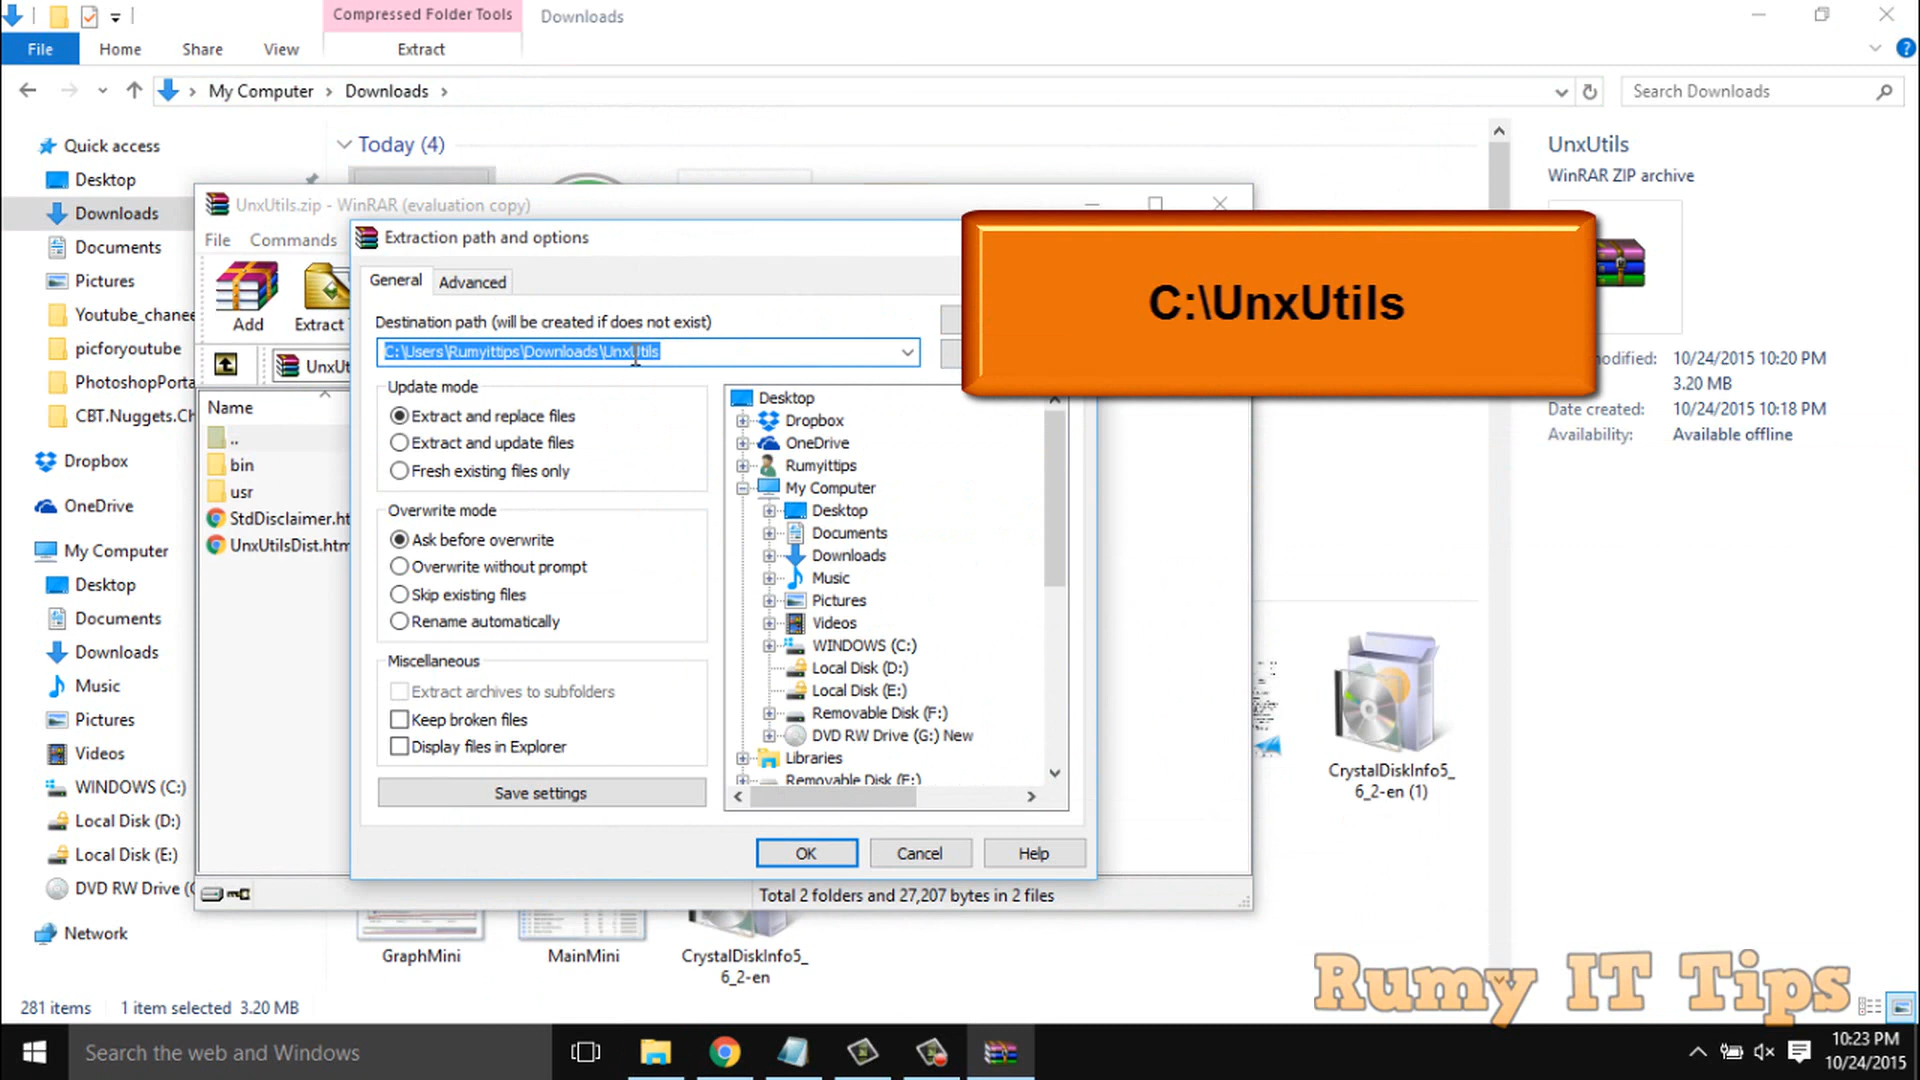 Compressed Folder Tools
Downloads
File
Home
Share
View
Extract
My Computer
Downloads
Search Downloads
Quick access
Desktop
Downloads
Documents
Pictures
Youtube_chane
picforyoutube
PhotoshopPorta
CBT.Nuggets.Ch
Dropbox
OneDrive
My Computer
Desktop
Documents
Downloads
Music
Pictures
Videos
WINDOWS (C:)
Local Disk (D:)
Local Disk (E:)
DVD RW Drive (
Network
Today (4)
UnxUtils.zip - WinRAR (evaluation copy)
File
Commands
Add
Extract
UnxUt
Name
..
bin
usr
StdDisclaimer.ht
UnxUtilsDist.htm
Extraction path and options
General
Advanced
Destination path (will be created if does not exist)
C:\Users\Rumyittips\Downloads\UnxUtils
Update mode
Extract and replace files
Extract and update files
Fresh existing files only
Overwrite mode
Ask before overwrite
Overwrite without prompt
Skip existing files
Rename automatically
Miscellaneous
Extract archives to subfolders
Keep broken files
Display files in Explorer
Save settings
Desktop
Dropbox
OneDrive
Rumyittips
My Computer
Desktop
Documents
Downloads
Music
Pictures
Videos
WINDOWS (C:)
Local Disk (D:)
Local Disk (E:)
Removable Disk (F:)
DVD RW Drive (G:) New
Libraries
Removable Disk (F:)
OK
Cancel
Help
Total 2 folders and 27,207 bytes in 2 files
C:\UnxUtils
UnxUtils
WinRAR ZIP archive
modified: 10/24/2015 10:20 PM
3.20 MB
Date created: 10/24/2015 10:18 PM
Availability: Available offline
CrystalDiskInfo5_
6_2-en (1)
GraphMini
MainMini
CrystalDiskInfo5_
6_2-en
Rumy IT Tips
281 items
1 item selected 3.20 MB
Search the web and Windows
10:23 PM
10/24/2015